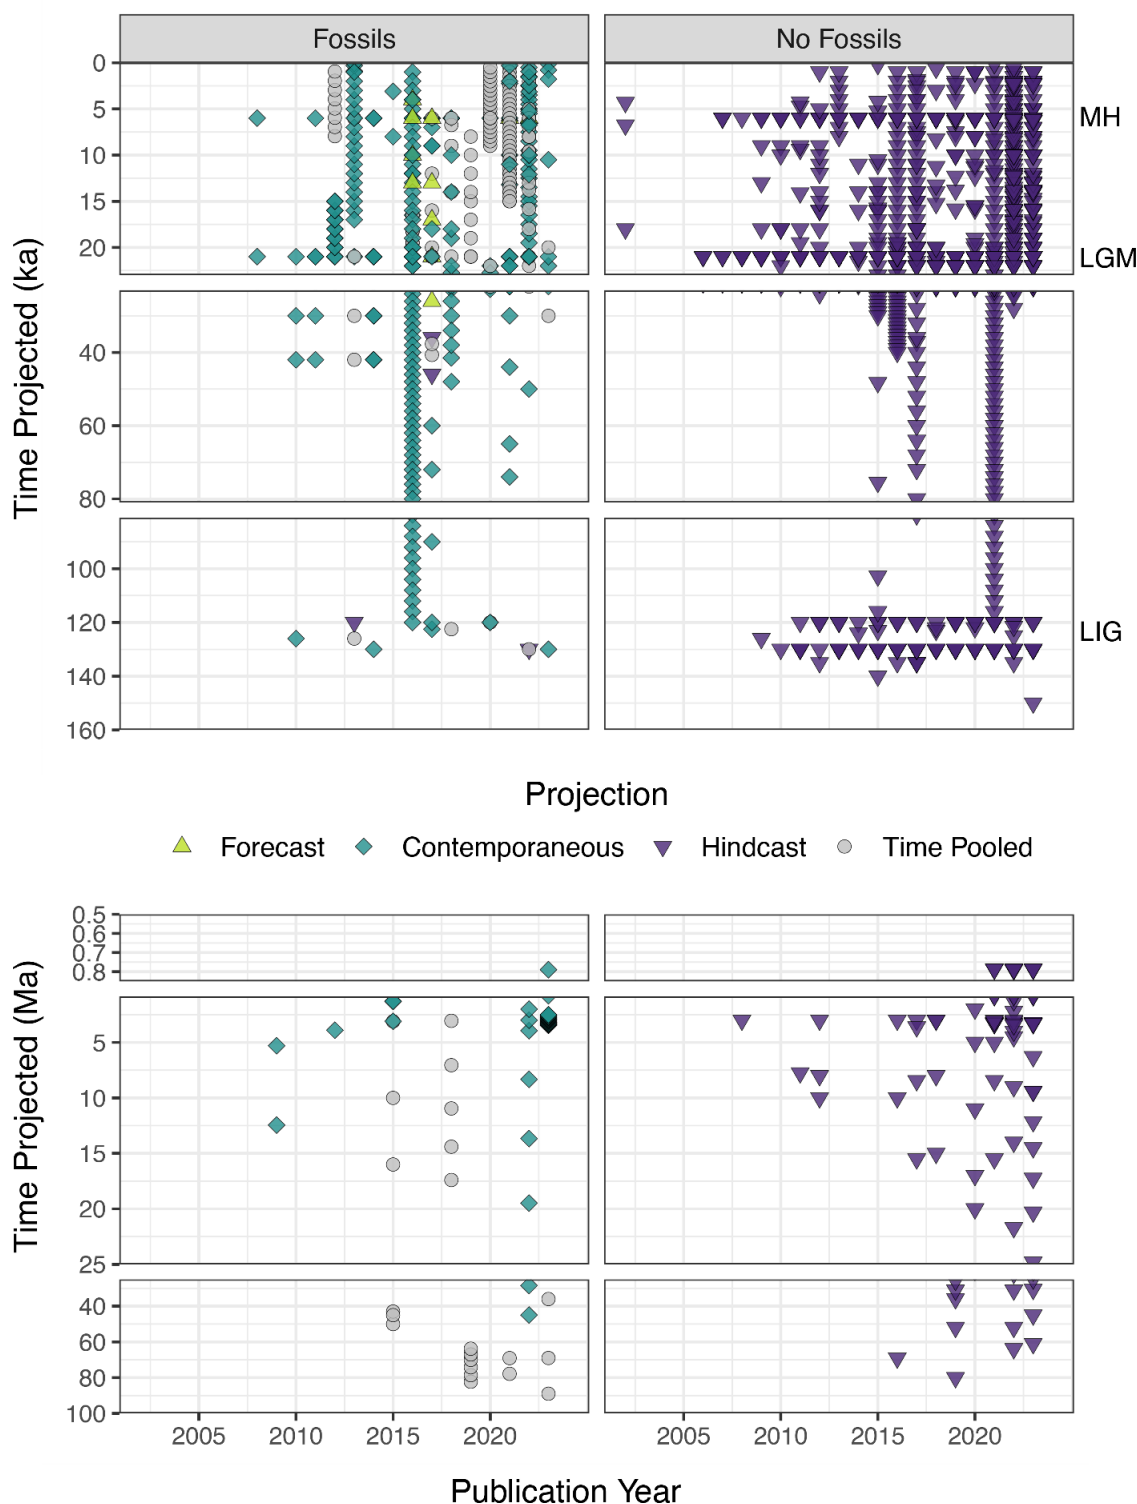 Fossils
No Fossils
Time Projected (ka)
0
5
10
15
20
MH
LGM
40
60
80
100
120
140
160
LIG
Projection
Forecast Contemporaneous Hindcast Time Pooled
Time Projected (Ma)
0.5
0.6
0.7
0.8
5
10
15
20
25
40
60
80
100
2005 2010 2015 2020 2005 2010 2015 2020
Publication Year